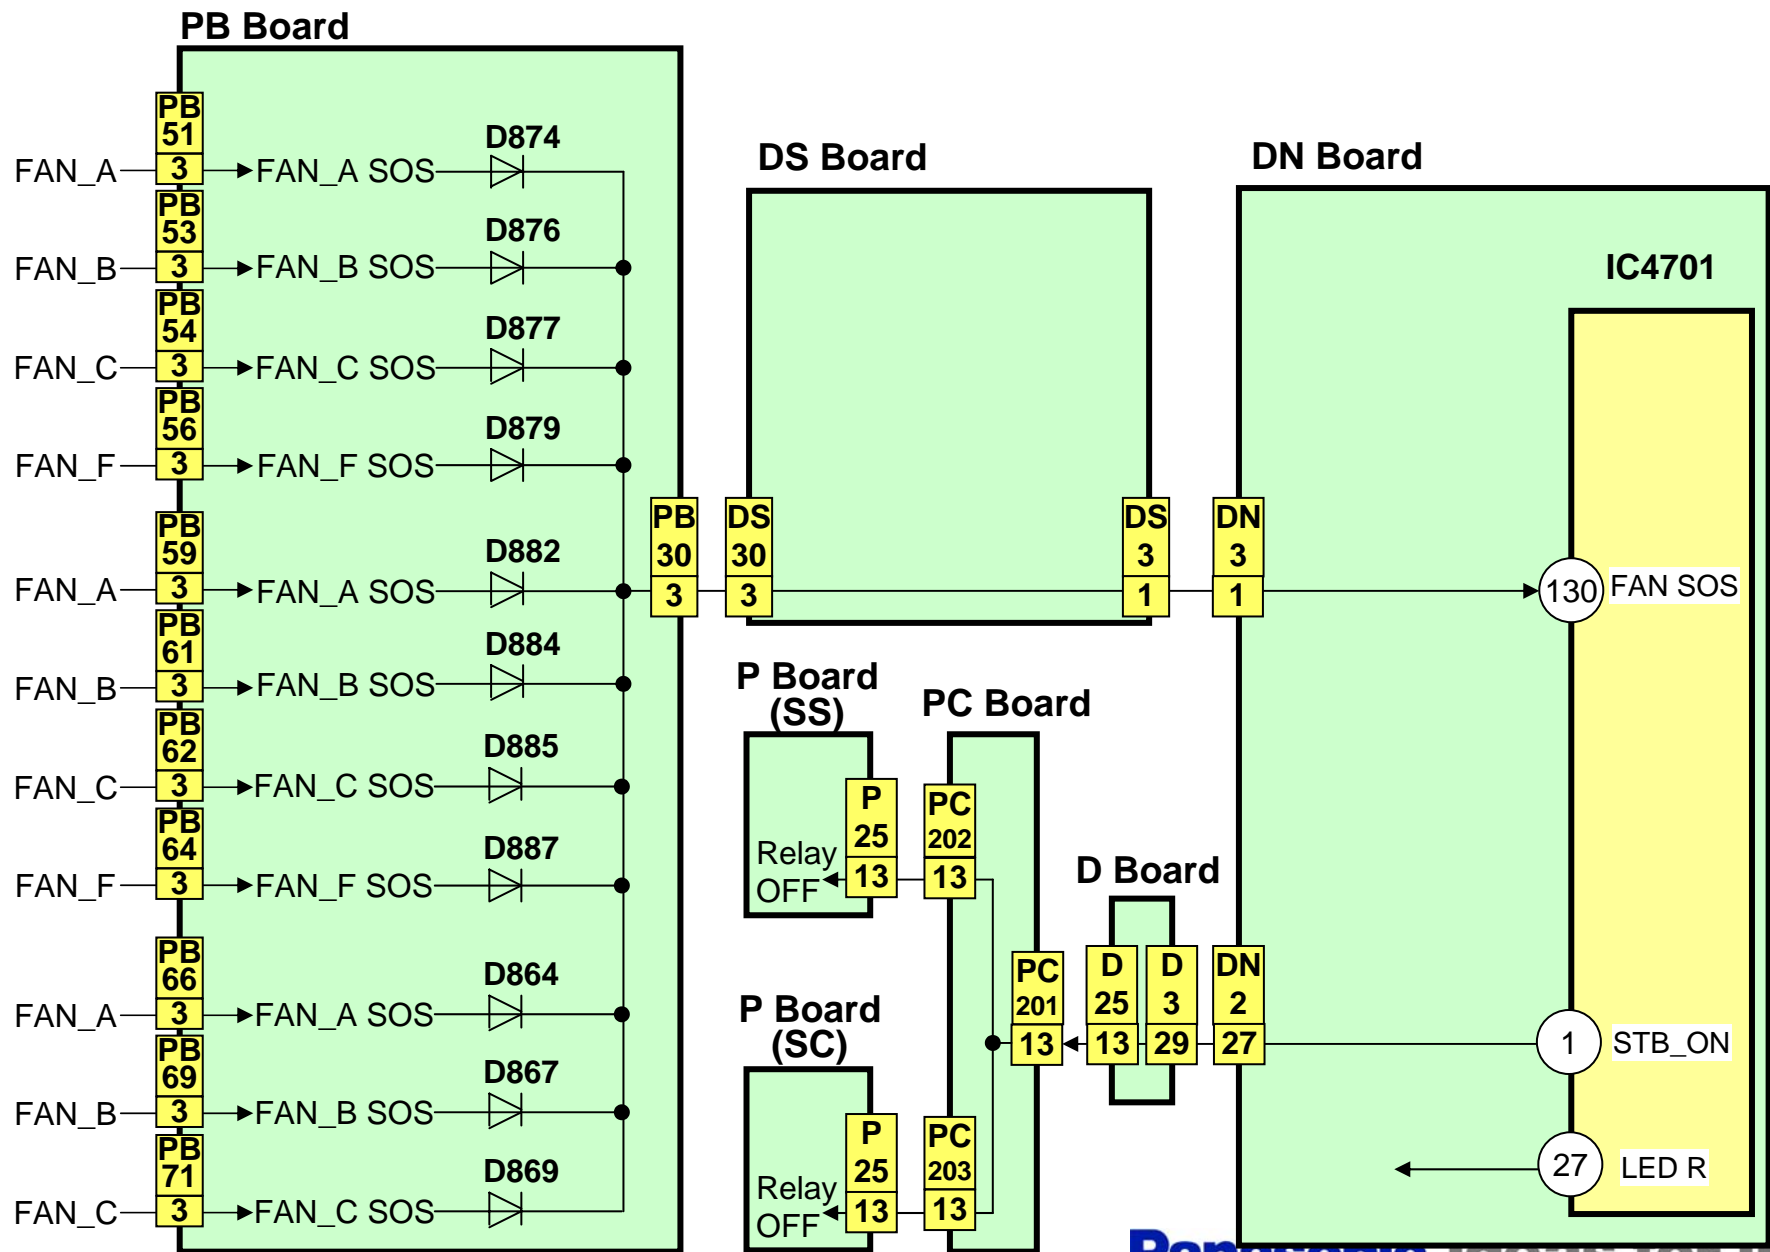 PB Board
PB
51
3
FAN_A
FAN_A SOS
D874
PB
53
3
FAN_B
FAN_B SOS
D876
PB
54
3
FAN_C
FAN_C SOS
D877
PB
56
3
FAN_F
FAN_F SOS
D879
PB
59
3
FAN_A
FAN_A SOS
D882
PB
61
3
FAN_B
FAN_B SOS
D884
PB
62
3
FAN_C
FAN_C SOS
D885
PB
64
3
FAN_F
FAN_F SOS
D887
PB
66
3
FAN_A
FAN_A SOS
D864
PB
69
3
FAN_B
FAN_B SOS
D867
PB
71
3
FAN_C
FAN_C SOS
D869
PB
30
3
DS Board
DS
30
3
DS
3
1
DN Board
DN
3
1
IC4701
130 FAN SOS
P Board
(SS)
Relay
OFF
P
25
13
PC Board
PC
202
13
PC
201
13
PC
203
13
P Board
(SC)
Relay
OFF
P
25
13
D Board
D
25
13
D
3
29
DN
2
27
1 STB_ON
27 LED R
Panasonic